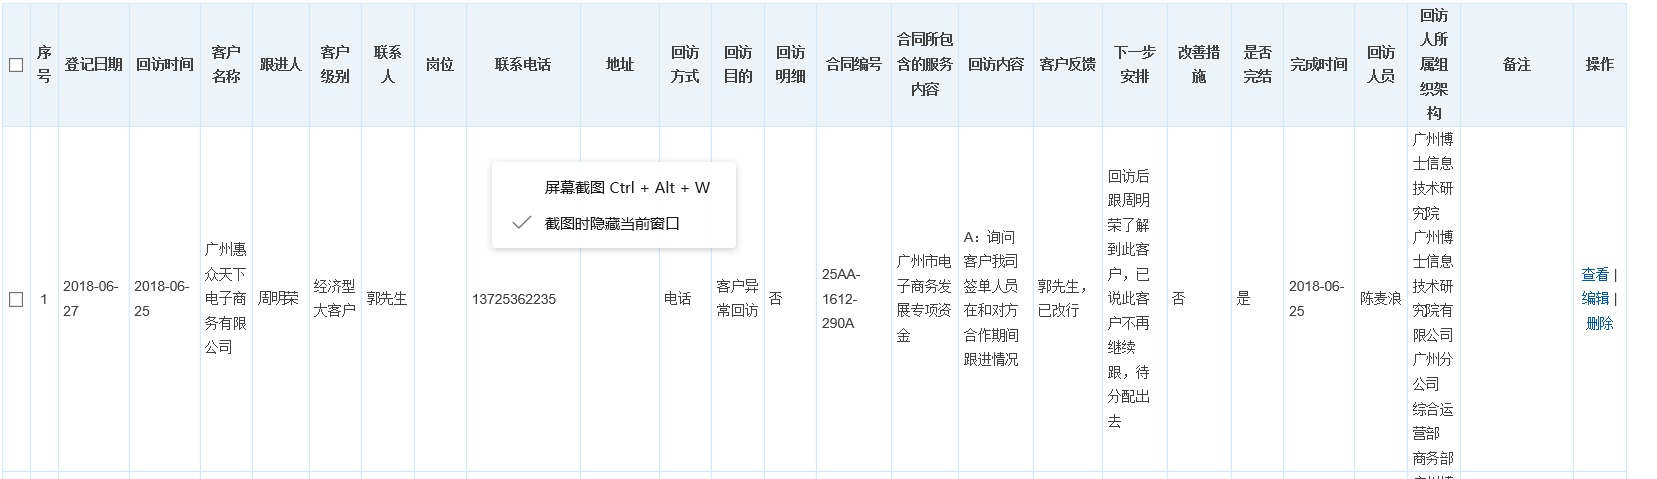 序
号
登记日期
回访时间
客户
名称
跟进人
客户
级别
联系
人
岗位
联系电话
地址
回访
方式
回访
目的
回访
明细
合同编号
合同所包
含的服务
内容
回访内容
客户反馈
下一步
安排
改善措
施
是否
完结
完成时间
回访
人员
回访
人所
属组
织架
构
备注
操作
屏幕截图 Ctrl + Alt + W
截图时隐藏当前窗口
1
2018-06-
27
2018-06-
25
广州惠
众天下
电子商
务有限
公司
周明荣
经济型
大客户
郭先生
13725362235
电话
客户异
常回访
否
25AA-
1612-
290A
广州市电
子商务发
展专项资
金
A：询问
客户我司
签单人员
在和对方
合作期间
跟进情况
郭先生，
已改行
回访后
跟周明
荣了解
到此客
户，已
说此客
户不再
继续
跟，待
分配出
去
否
是
2018-06-
25
陈麦浪
广州博
士信息
技术研
究院
广州博
士信息
技术研
究院有
限公司
广州分
公司
综合运
营部
商务部
查看 |
编辑 |
删除